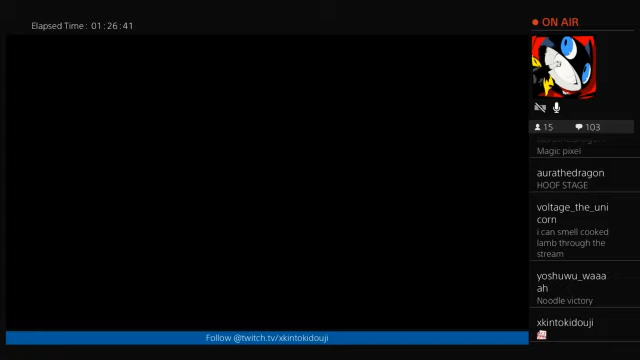 Elapsed Time : 01:26:41
ON AIR
15
103
Magic pixel
aurathedragon
HOOF STAGE
voltage_the_uni
corn
i can smell cooked
lamb through the
stream
yoshuwu_waaa
ah
Noodle victory
xkintokidouji
Follow @twitch.tv/xkintokidouji